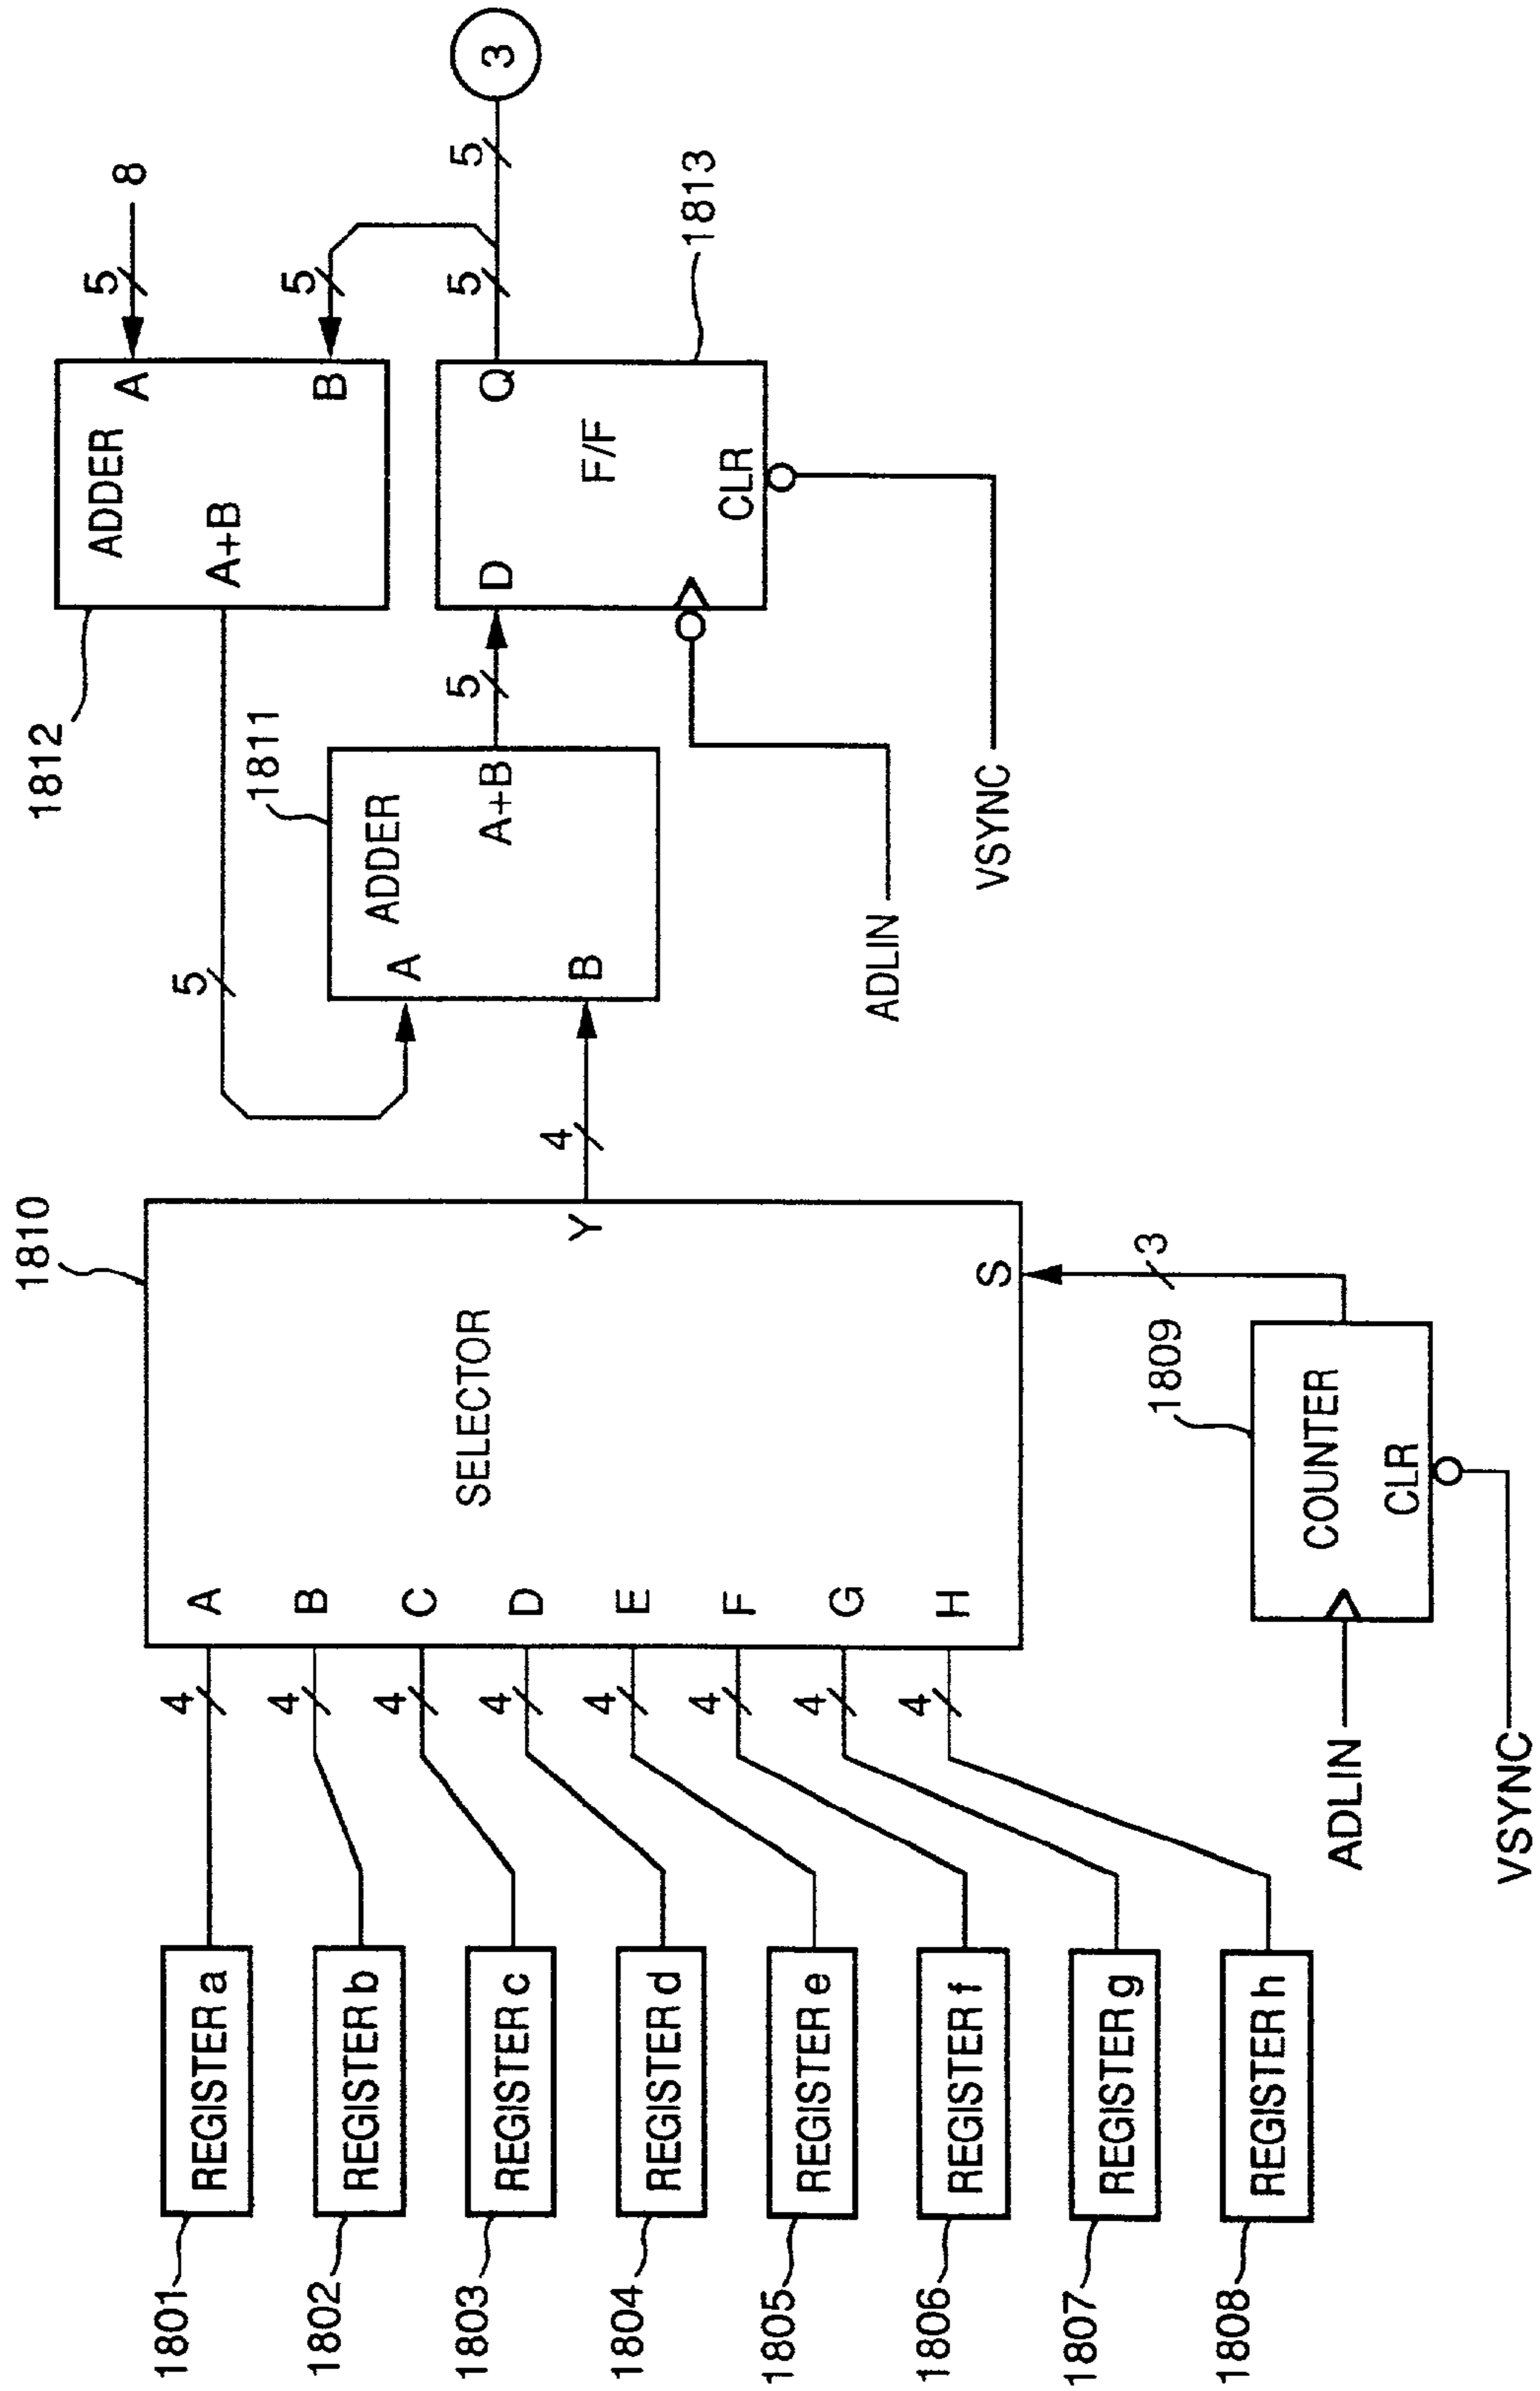 1801
REGISTER a
4
A
1802
REGISTER b
4
B
1803
REGISTER c
4
C
1804
REGISTER d
4
D
1805
REGISTER e
4
E
1806
REGISTER f
4
F
1807
REGISTER g
4
G
1808
REGISTER h
4
H
1810
SELECTOR
Y
S
4
3
1809
COUNTER
CLR
ADLIN
VSYNC
5
1811
ADDER
A
B
A+B
5
1812
ADDER
A
B
A+B
5
8
5
D
Q
F/F
CLR
1813
5
5
3
ADLIN
VSYNC